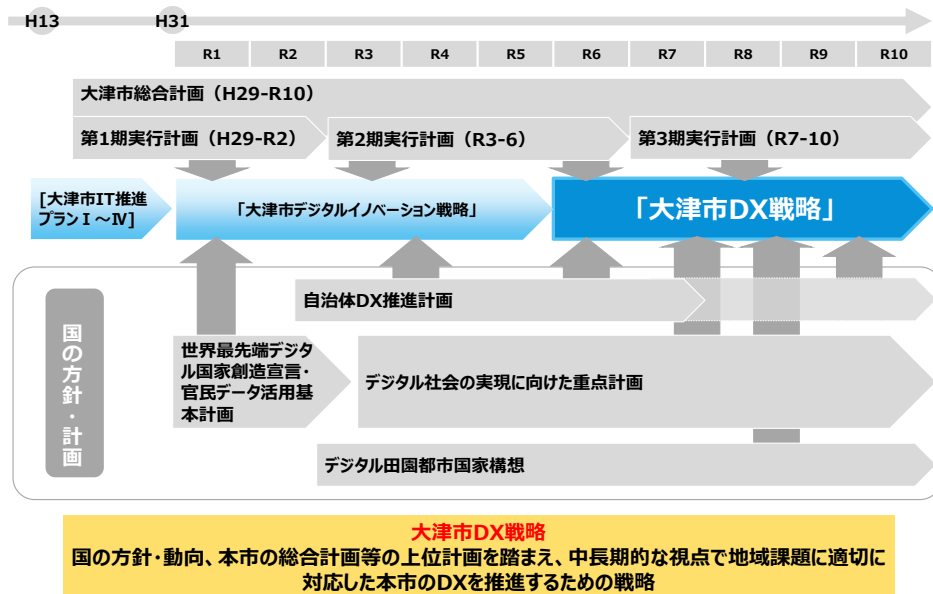 H13
H31
R1 R2 R3 R4 R5 R6 R7 R8 R9 R10
大津市総合計画（H29-R10）
第1期実行計画（H29-R2） 第2期実行計画（R3-6） 第3期実行計画（R7-10）
[大津市IT推進
プランⅠ～Ⅳ]
「大津市デジタルイノベーション戦略」
「大津市DX戦略」
国の方針・計画
自治体DX推進計画
世界最先端デジタ
ル国家創造宣言・
官民データ活用基
本計画
デジタル社会の実現に向けた重点計画
デジタル田園都市国家構想
大津市DX戦略
国の方針・動向、本市の総合計画等の上位計画を踏まえ、中長期的な視点で地域課題に適切に
対応した本市のDXを推進するための戦略